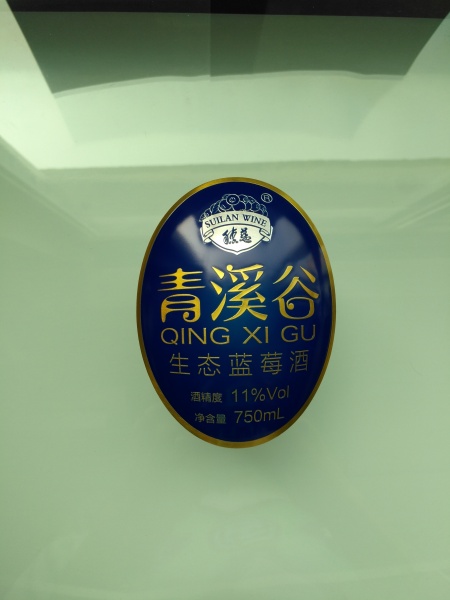 ®
SUILAN WINE
青溪谷
QING XI GU
生态蓝莓酒
酒精度 11%Vol
净含量 750mL